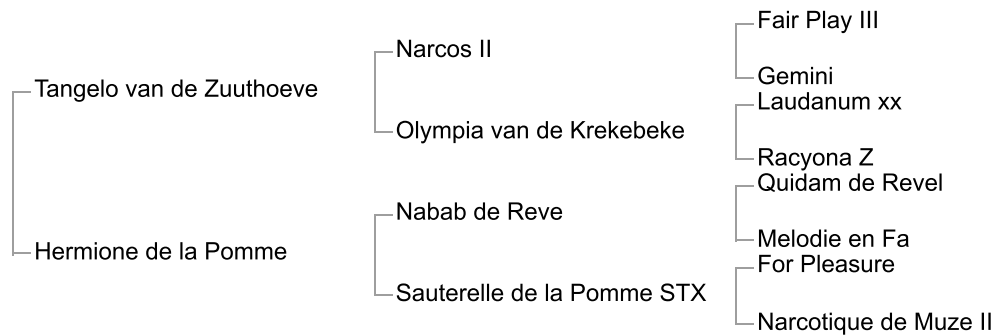 Fair Play III
Narcos II
Gemini
Tangelo van de Zuuthoeve
Laudanum xx
Olympia van de Krekebeke
Racyona Z
Quidam de Revel
Nabab de Reve
Melodie en Fa
Hermione de la Pomme
For Pleasure
Sauterelle de la Pomme STX
Narcotique de Muze II